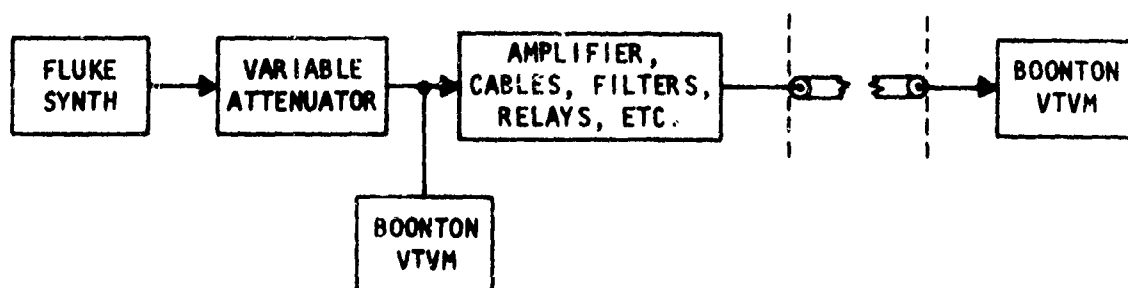 FLUKE
SYNTH
VARIABLE
ATTENUATOR
AMPLIFIER,
CABLES, FILTERS,
RELAYS, ETC.
BOONTON
VTVM
BOONTON
VTVM